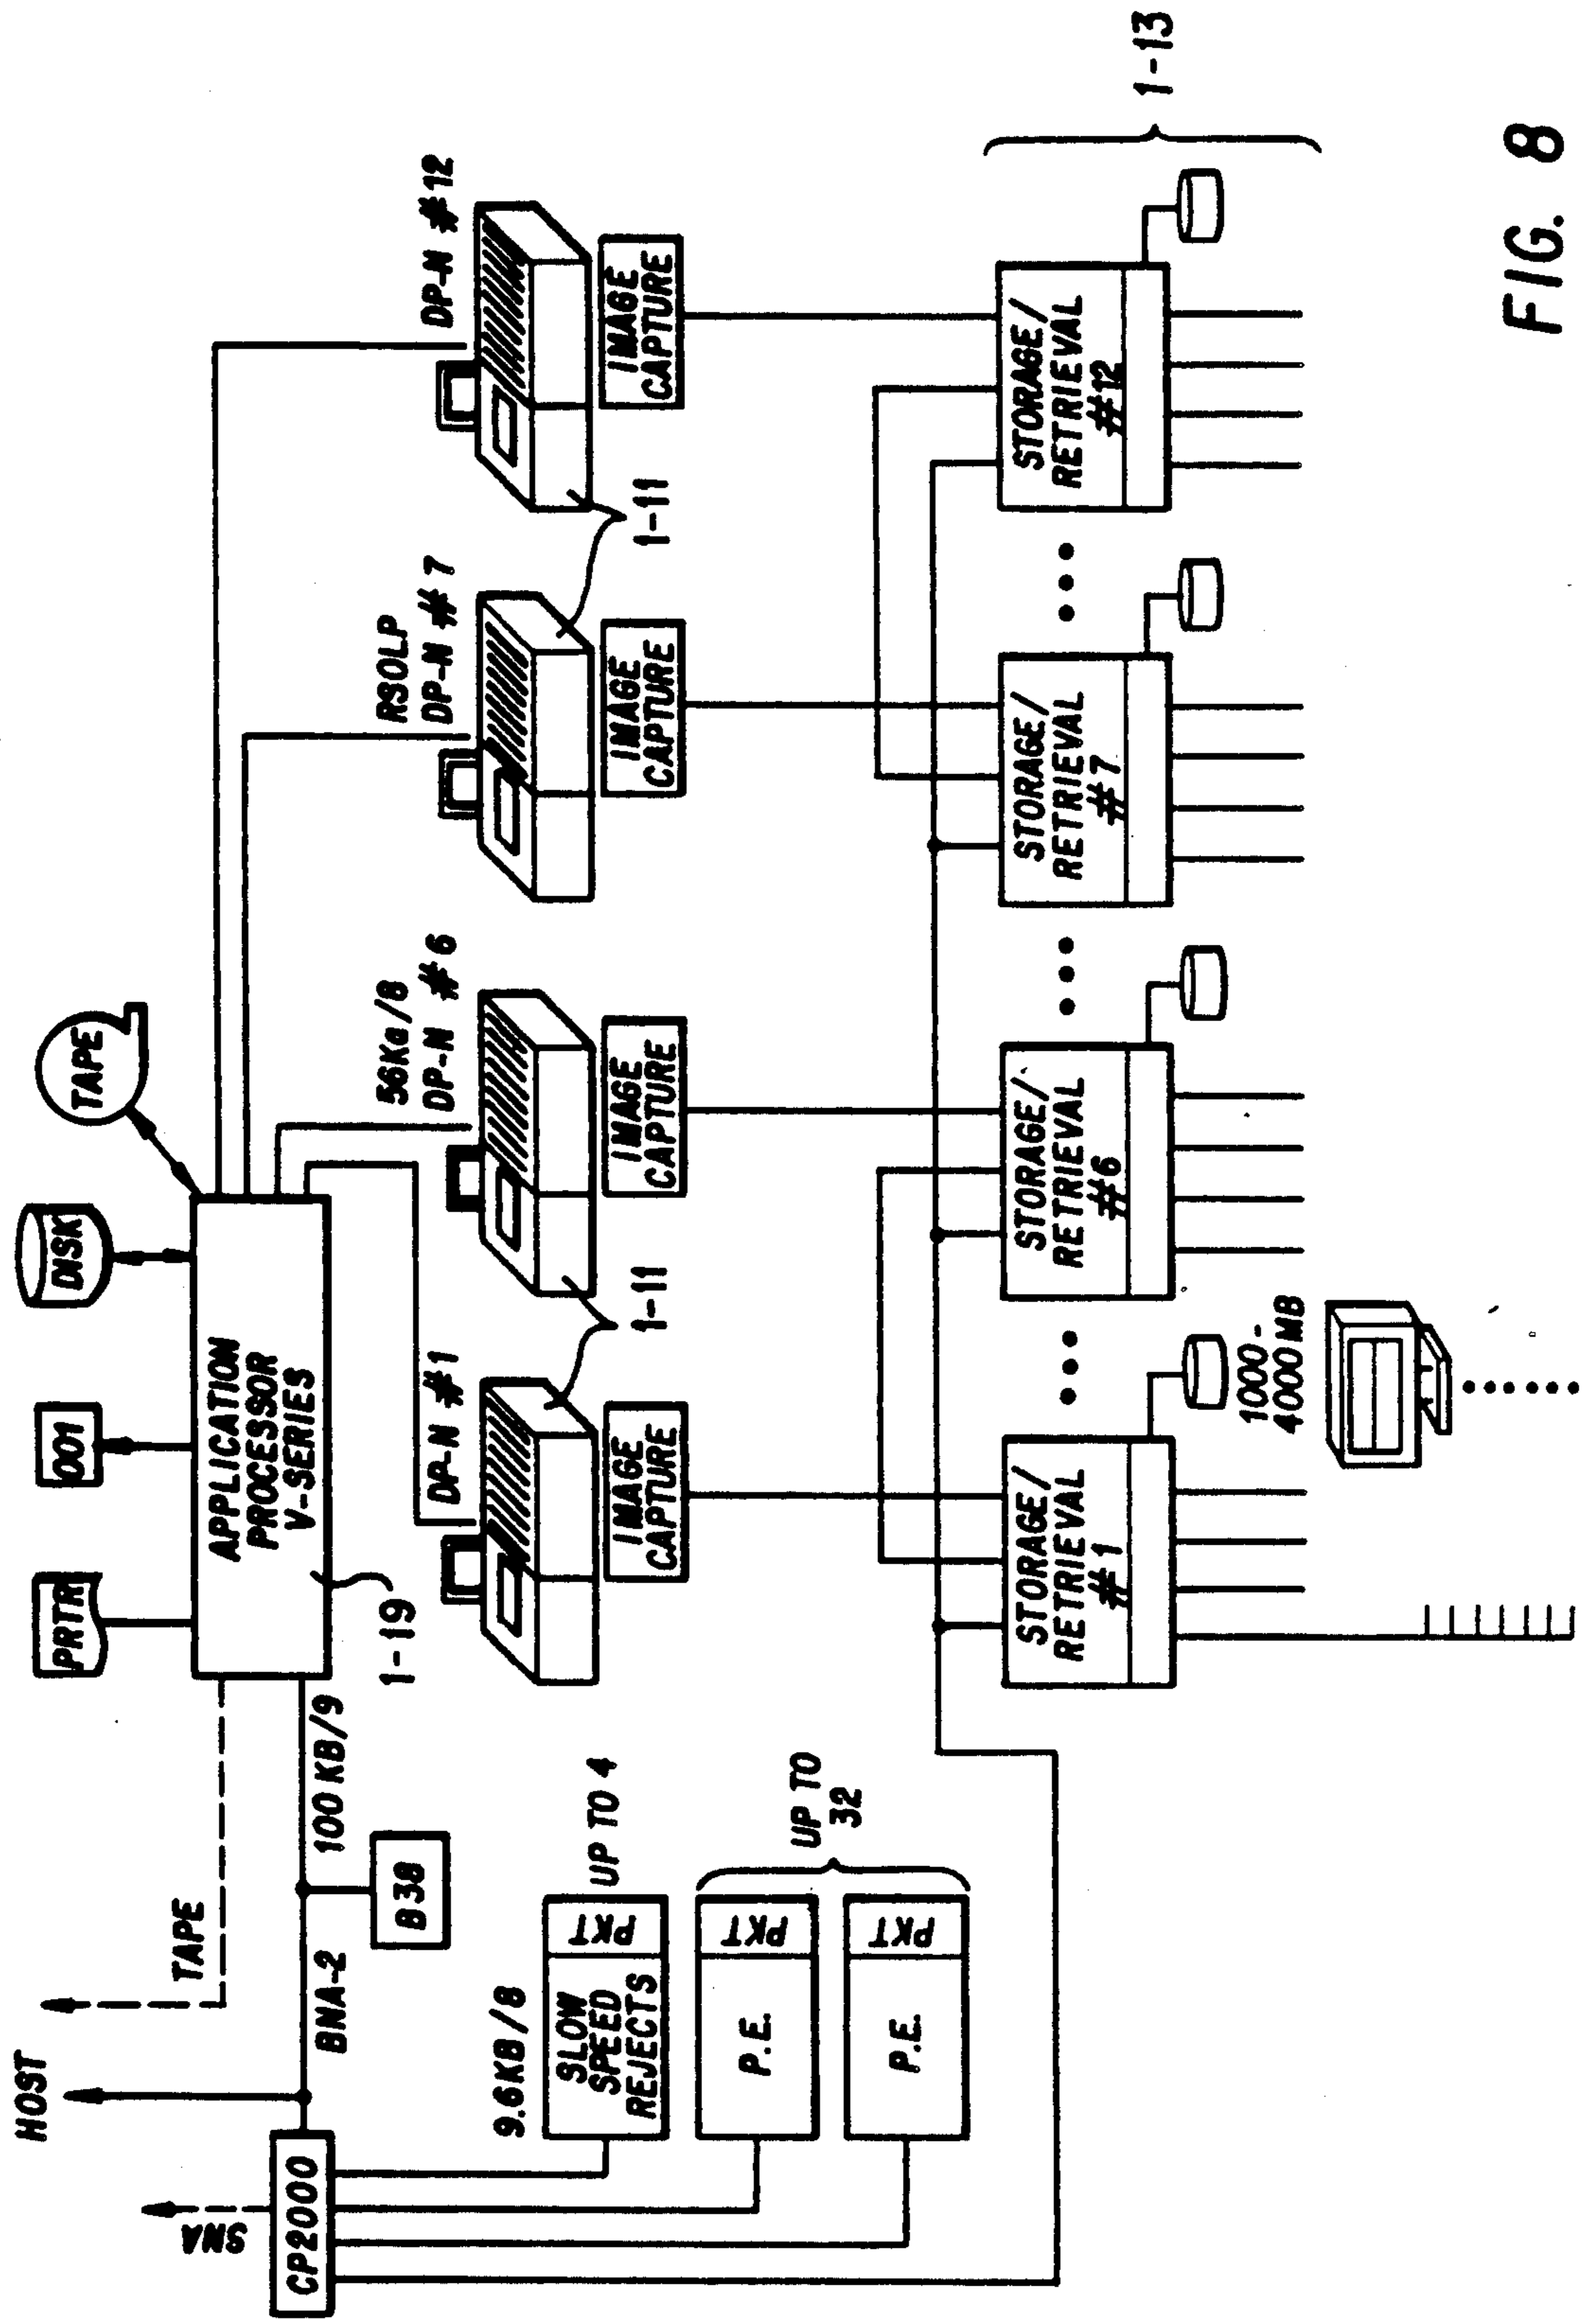 HOST
TAPE
SNA
CP2000
BNA-2
100 KB/9
B38
PRTR
001
DISK
TAPE
APPLICATION
PROCESSOR
V-SERIES
1-19
9.6KB/8
SLOW
SPEED
REJECTS
PKT
UP TO 4
P.E.
PKT
P.E.
PKT
UP TO
32
DP-N #1
56Ka/8
DP-N #6
RSOLP
DP-N #7
DP-N #12
1-11
1-11
IMAGE
CAPTURE
IMAGE
CAPTURE
IMAGE
CAPTURE
IMAGE
CAPTURE
STORAGE/
RETRIEVAL
#1
STORAGE/
RETRIEVAL
#6
STORAGE/
RETRIEVAL
#7
STORAGE/
RETRIEVAL
#12
1000-
4000 MB
1-13
FIG. 8